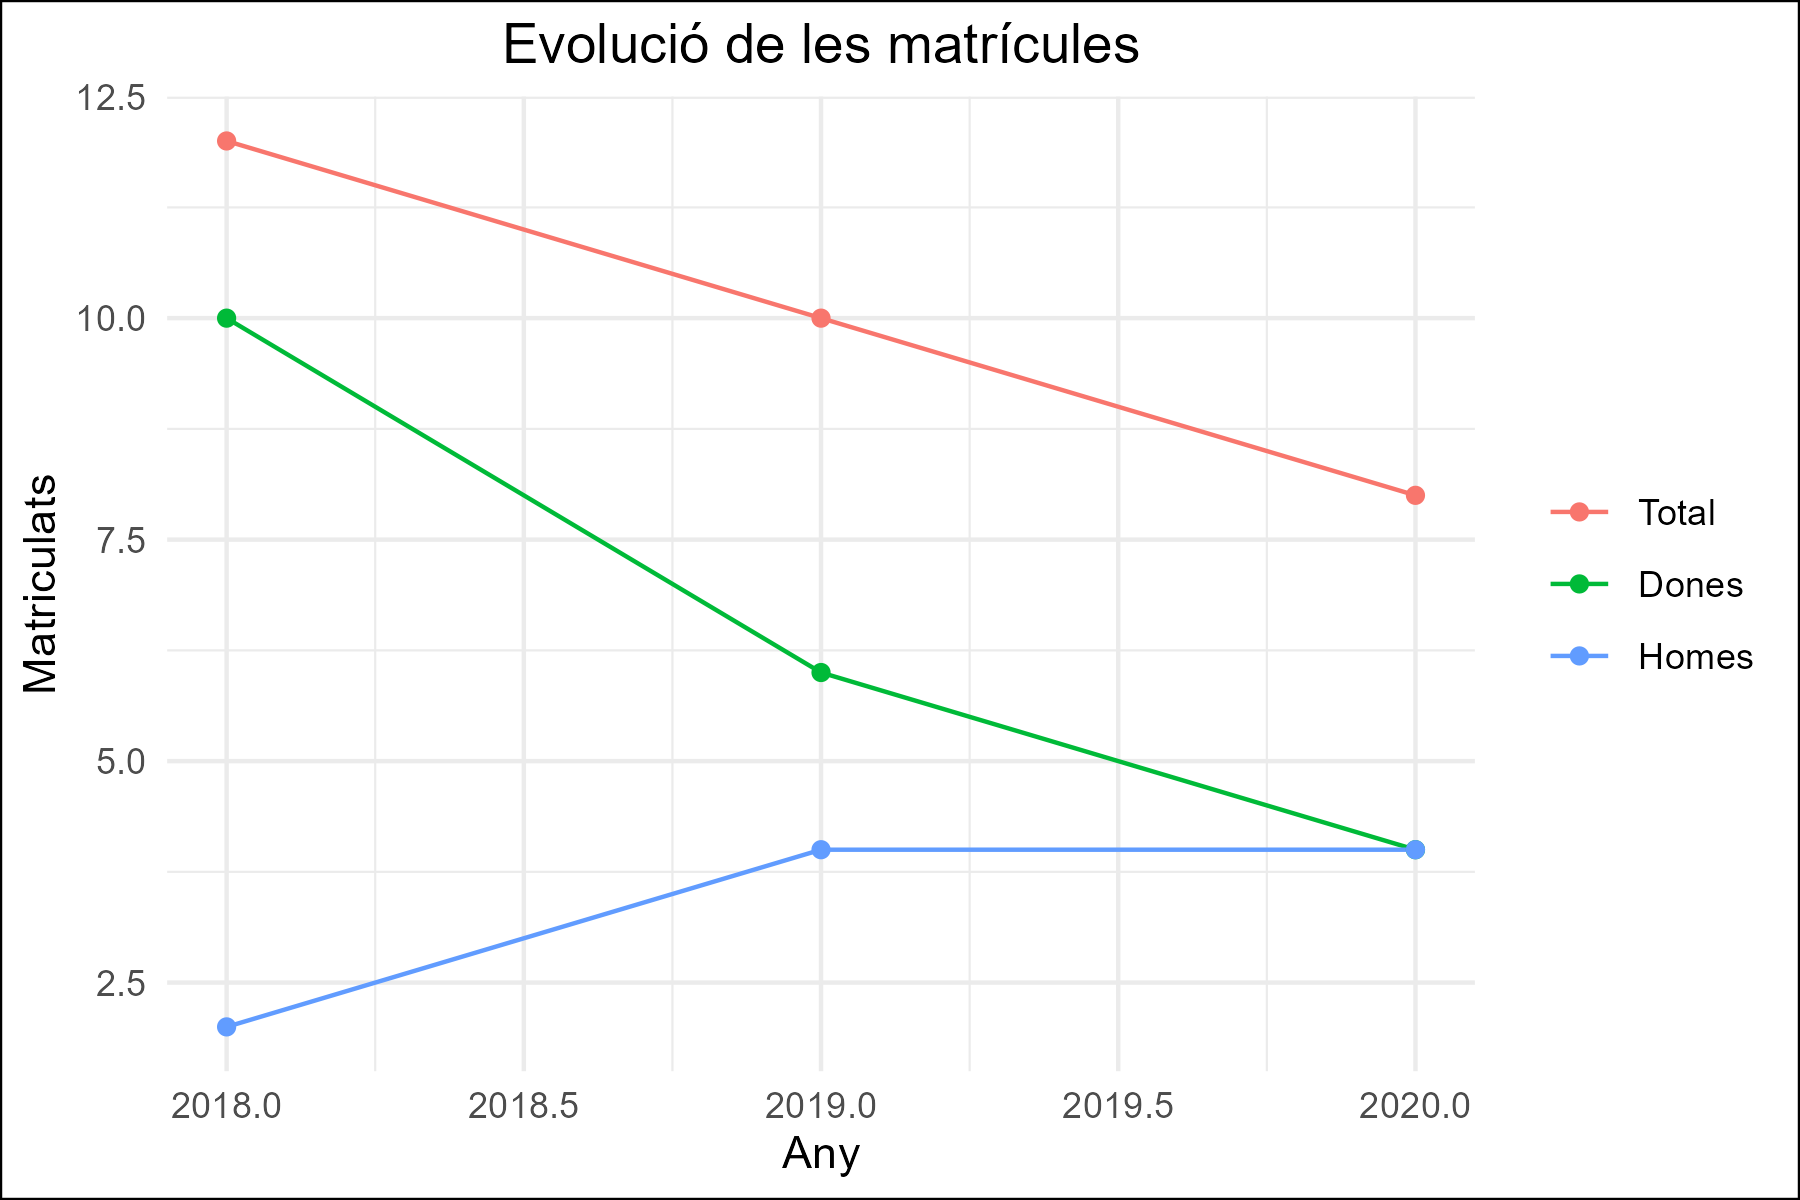 Evolució de les matrícules
12.5
10.0
7.5
5.0
2.5
Matriculats
2018.0 2018.5 2019.0 2019.5 2020.0
Any
Total
Dones
Homes